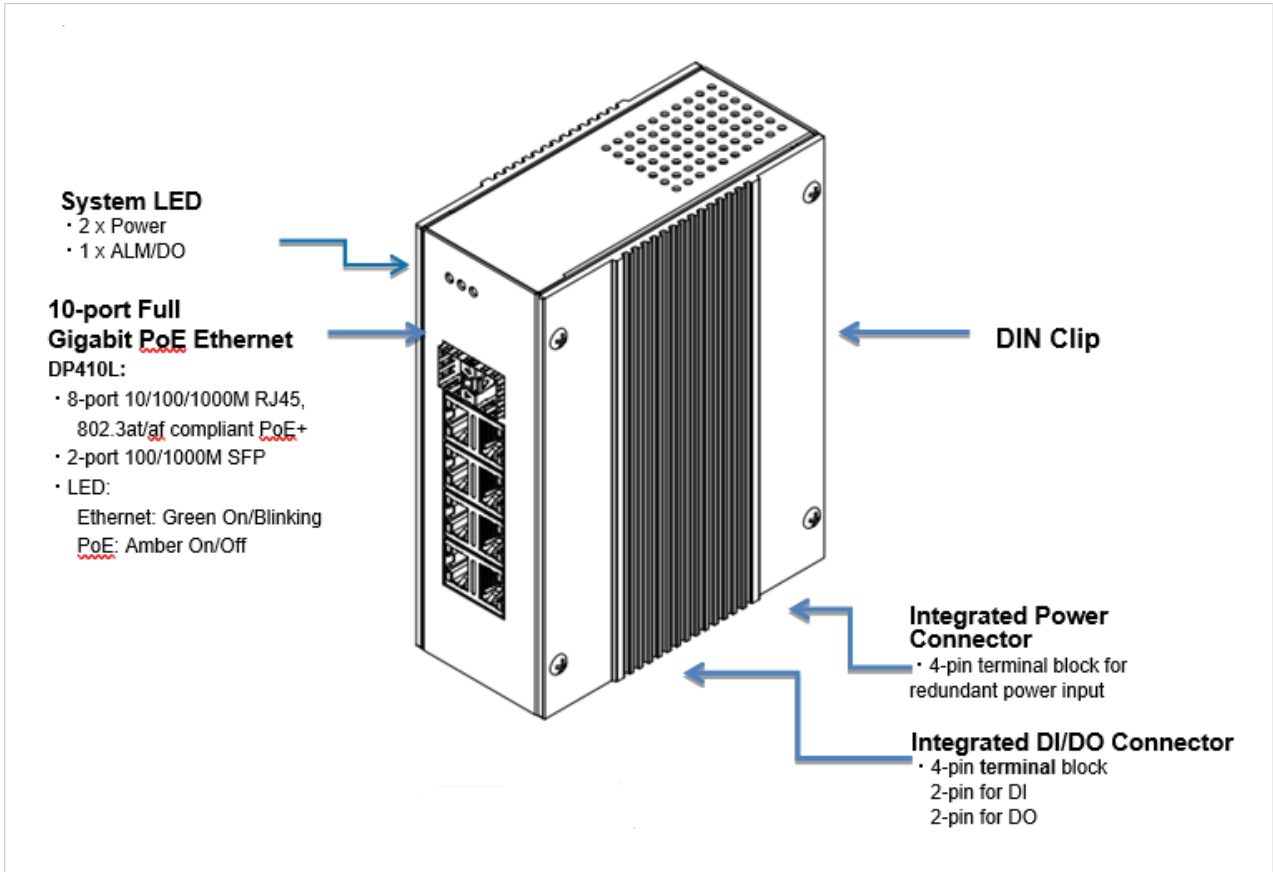 System LED
· 2 x Power
· 1 x ALM/DO
10-port Full
Gigabit PoE Ethernet
DP410L:
· 8-port 10/100/1000M RJ45,
802.3at/af compliant PoE+
· 2-port 100/1000M SFP
· LED:
Ethernet: Green On/Blinking
PoE: Amber On/Off
DIN Clip
Integrated Power
Connector
· 4-pin terminal block for
redundant power input
Integrated DI/DO Connector
· 4-pin terminal block
2-pin for DI
2-pin for DO